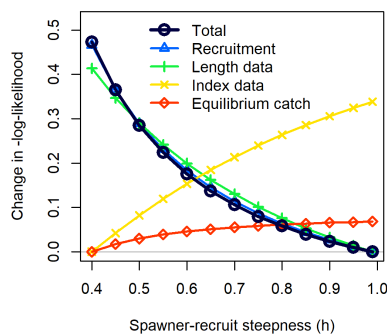 Change in -log-likelihood
0.5
0.4
0.3
0.2
0.1
0.0
Total
Recruitment
Length data
Index data
Equilibrium catch
0.4 0.5 0.6 0.7 0.8 0.9 1.0
Spawner-recruit steepness (h)